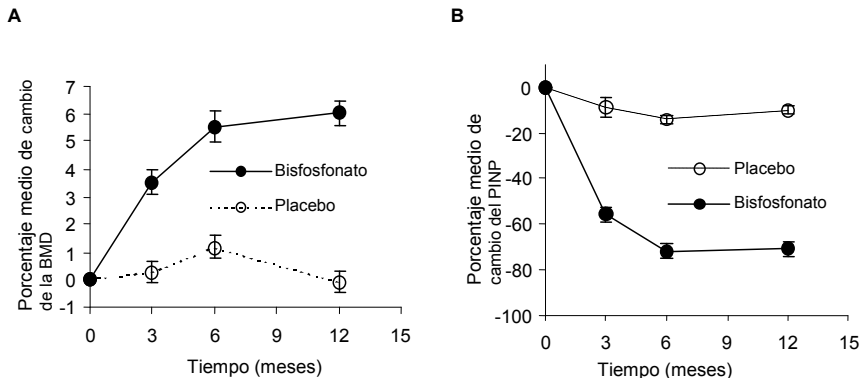 A
Porcentaje medio de cambio
de la BMD
7
6
5
4
3
2
1
0
-1
Bisfosfonato
Placebo
0 3 6 9 12 15
Tiempo (meses)
B
Porcentaje medio de
cambio del PINP
0
-20
-40
-60
-80
-100
Placebo
Bisfosfonato
0 3 6 9 12 15
Tiempo (meses)